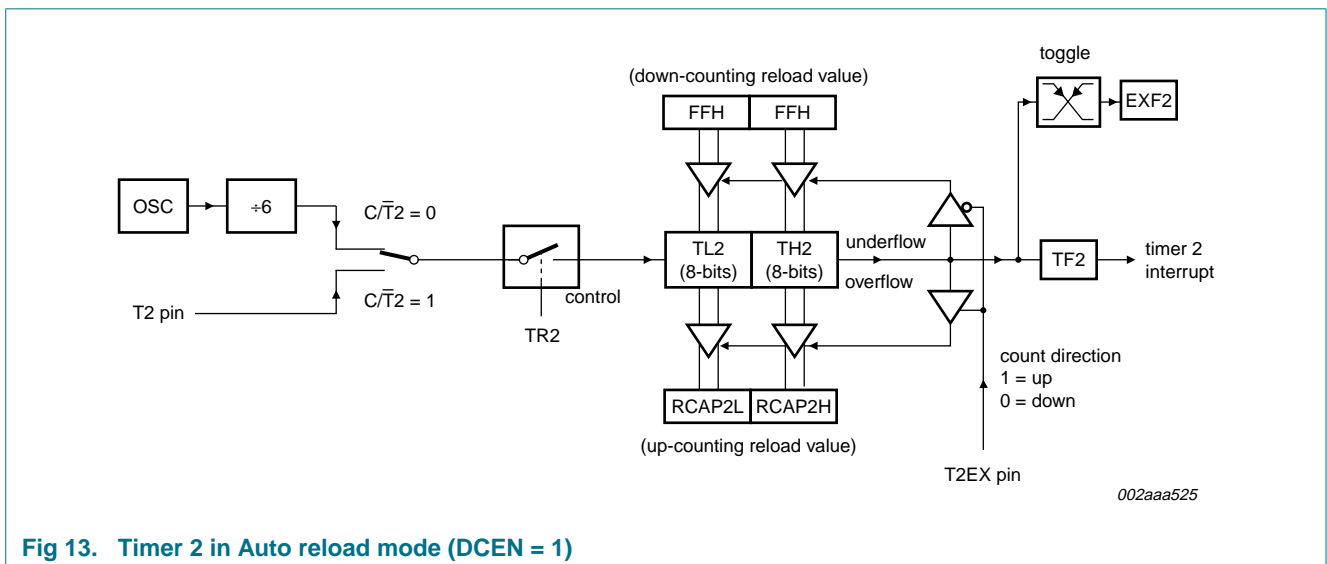 toggle
(down-counting reload value)
FFH FFH EXF2
OSC ÷6 C/T̅2 = 0
TL2 (8-bits) TH2 (8-bits) underflow overflow TF2 timer 2 interrupt
control
T2 pin C/T̅2 = 1
TR2
count direction
1 = up
0 = down
RCAP2L RCAP2H
(up-counting reload value)
T2EX pin
002aaa525
Fig 13. Timer 2 in Auto reload mode (DCEN = 1)